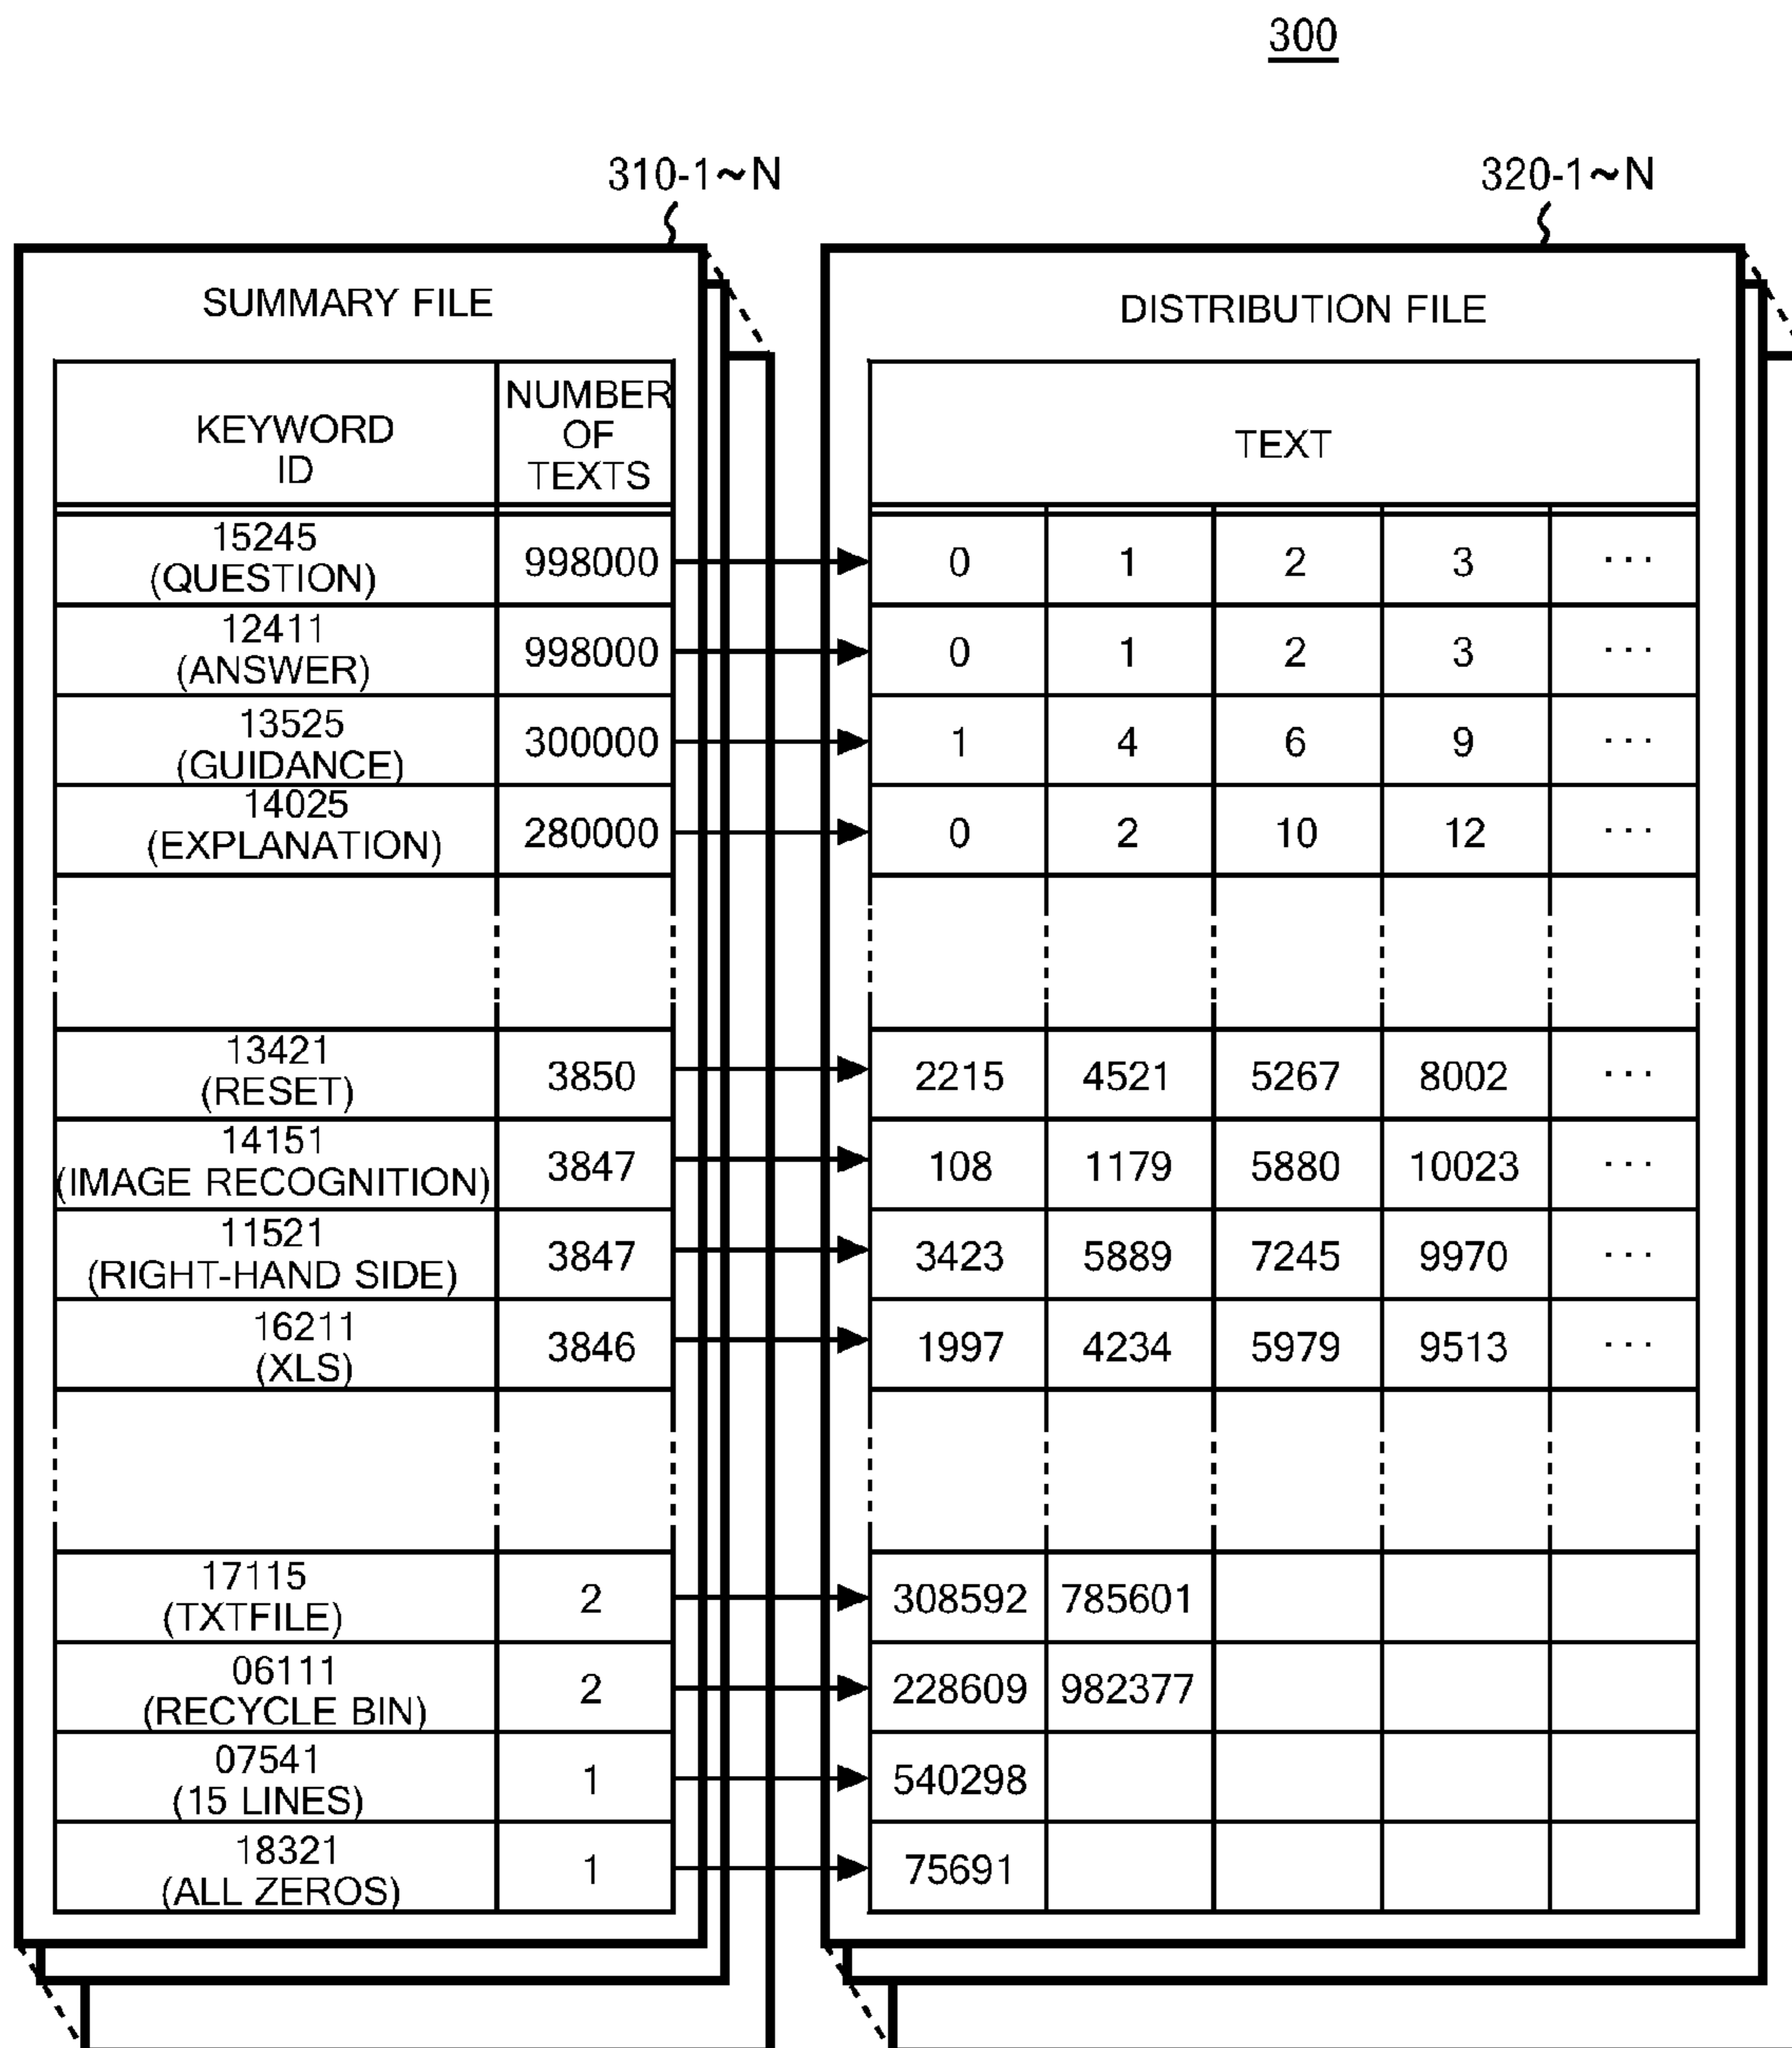 300
310-1~N
320-1~N
SUMMARY FILE
DISTRIBUTION FILE
KEYWORD
ID
NUMBER
OF
TEXTS
TEXT
15245
(QUESTION)
998000
0 1 2 3 ···
12411
(ANSWER)
998000
0 1 2 3 ···
13525
(GUIDANCE)
300000
1 4 6 9 ···
14025
(EXPLANATION)
280000
0 2 10 12 ···
13421
(RESET)
3850
2215 4521 5267 8002 ···
14151
(IMAGE RECOGNITION)
3847
108 1179 5880 10023 ···
11521
(RIGHT-HAND SIDE)
3847
3423 5889 7245 9970 ···
16211
(XLS)
3846
1997 4234 5979 9513 ···
17115
(TXTFILE)
2
308592 785601
06111
(RECYCLE BIN)
2
228609 982377
07541
(15 LINES)
1
540298
18321
(ALL ZEROS)
1
75691